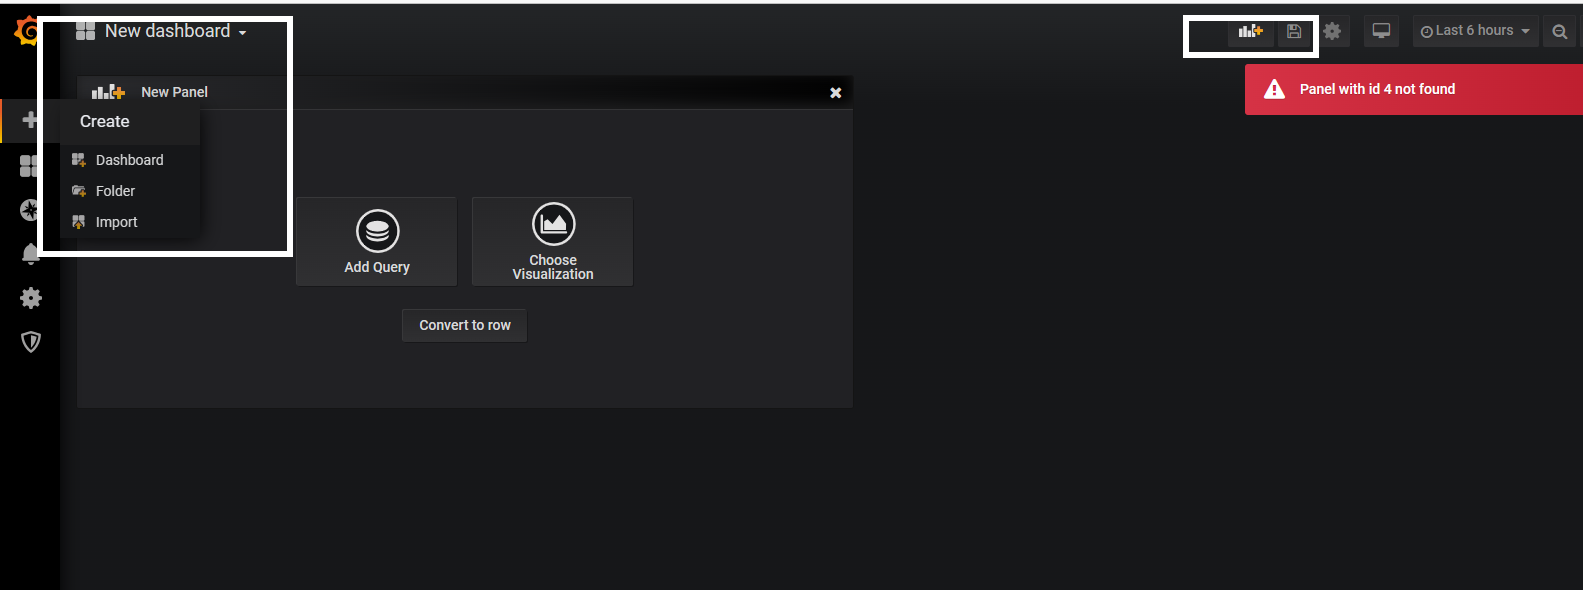 New dashboard
Last 6 hours
Panel with id 4 not found
New Panel
Create
Dashboard
Folder
Import
Add Query
Choose
Visualization
Convert to row